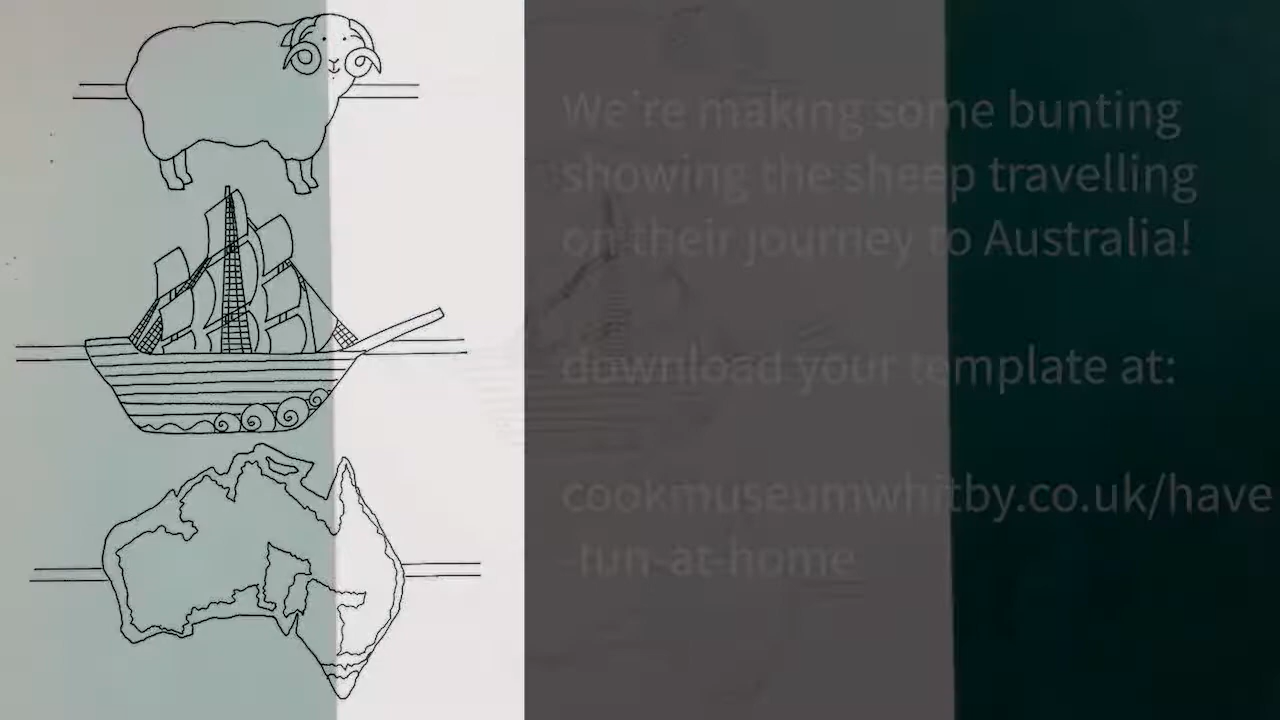 We're making some bunting
showing the sheep travelling
on their journey to Australia!
download your template at:
cookmuseumwhitby.co.uk/have
-fun-at-home